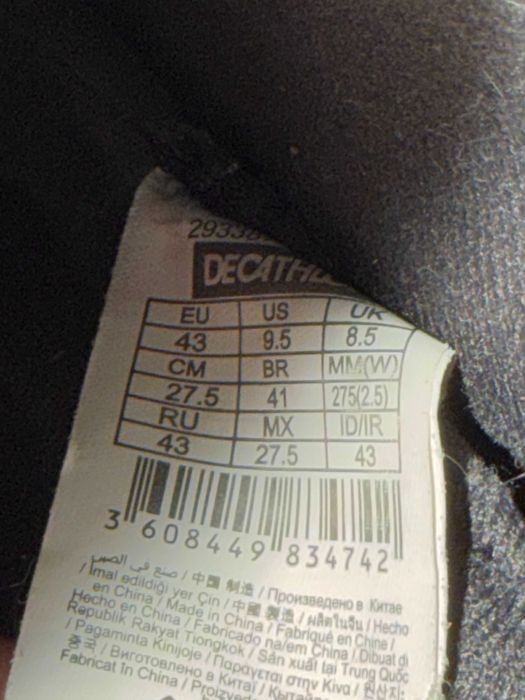 DECATHL
EU US UK
43 9.5 8.5
CM BR MM(W)
27.5 41 275(2.5)
RU MX ID/IR
43 27.5 43
3 608449 834742
صنع في الصين / 中國 制造 / Произведено в Китае
/ İmal edildiği yer Çin / 中國 製造 / ผลิตในจีน / Hecho
en China / Made in China / Fabriqué en Chine /
Hecho en China / Fabricado na/em China / Dibuat di
Republik Rakyat Tiongkok / Sản xuất tại Trung Quốc
/ Pagaminta Kinijoje / Παράγεται στην Κίνα /
중국 / Виготовлено в Китаї /
Fabricat în China /